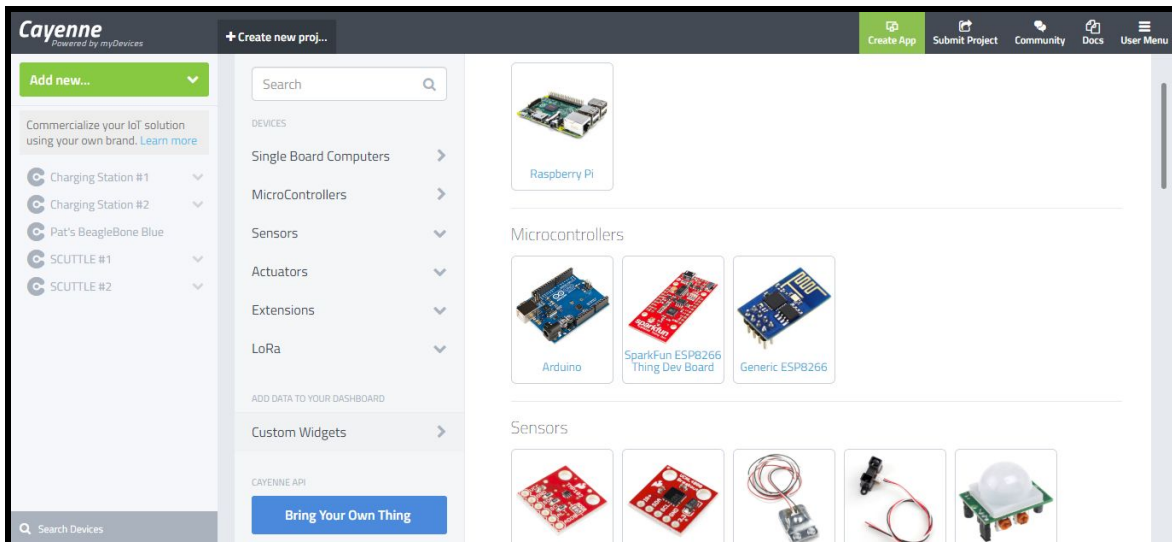 Cayenne
Powered by myDevices
+ Create new proj...
Create App
Submit Project
Community
Docs
User Menu
Add new...
Commercialize your IoT solution
using your own brand. Learn more
Charging Station #1
Charging Station #2
Pat's BeagleBone Blue
SCUTTLE #1
SCUTTLE #2
Search Devices
Search
DEVICES
Single Board Computers
MicroControllers
Sensors
Actuators
Extensions
LoRa
ADD DATA TO YOUR DASHBOARD
Custom Widgets
CAYENNE API
Bring Your Own Thing
Raspberry Pi
Microcontrollers
sparkfun
Arduino
SparkFun ESP8266
Thing Dev Board
Generic ESP8266
Sensors